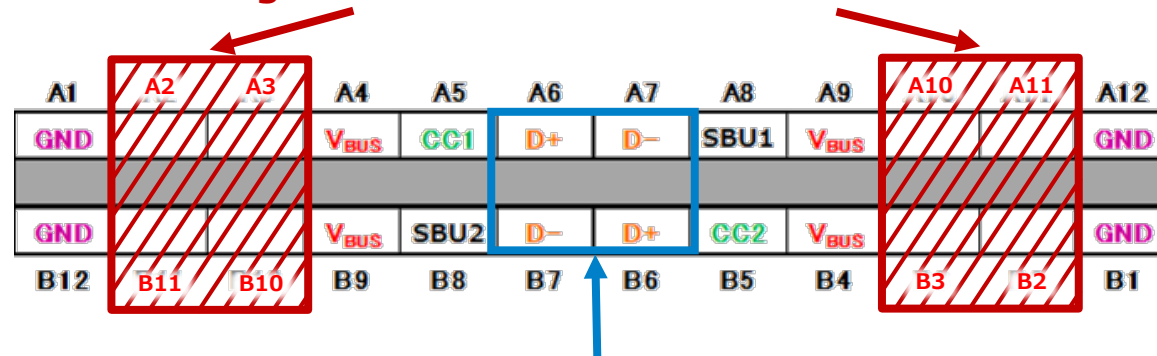 A1 A2 A3 A4 A5 A6 A7 A8 A9 A10 A11 A12
GND VBUS CC1 D+ D- SBU1 VBUS GND
GND VBUS SBU2 D- D+ CC2 VBUS GND
B12 B11 B10 B9 B8 B7 B6 B5 B4 B3 B2 B1